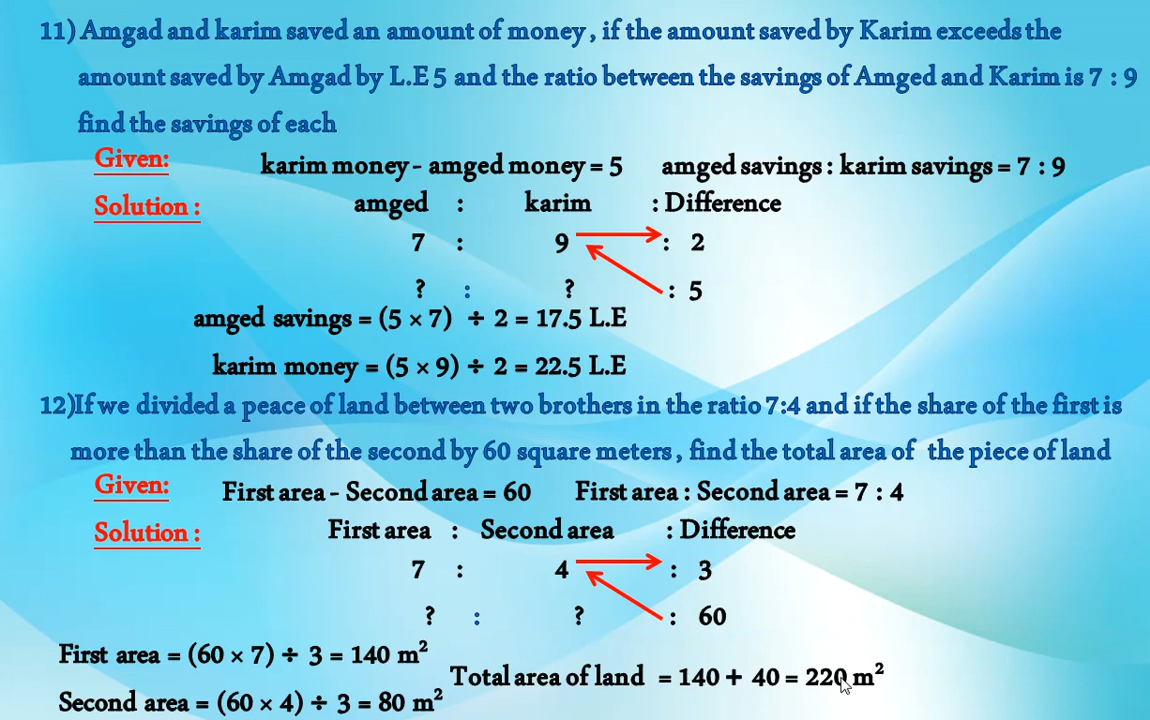 11) Amgad and karim saved an amount of money, if the amount saved by Karim exceeds the
amount saved by Amgad by L.E 5 and the ratio between the savings of Amged and Karim is 7 : 9
find the savings of each
Given: karim money - amged money = 5 amged savings : karim savings = 7 : 9
Solution : amged : karim : Difference
7 : 9 : 2
? : ? : 5
amged savings = (5 × 7) ÷ 2 = 17.5 L.E
karim money = (5 × 9) ÷ 2 = 22.5 L.E
12)If we divided a peace of land between two brothers in the ratio 7:4 and if the share of the first is
more than the share of the second by 60 square meters, find the total area of the piece of land
Given: First area - Second area = 60 First area : Second area = 7 : 4
Solution : First area : Second area : Difference
7 : 4 : 3
? : ? : 60
First area = (60 × 7) ÷ 3 = 140 m²
Total area of land = 140 + 40 = 220 m²
Second area = (60 × 4) ÷ 3 = 80 m²